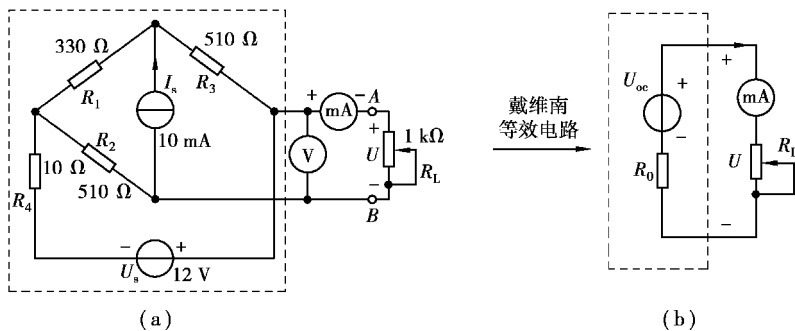 330 Ω
510 Ω
R1
Is
R3
+
−
A
mA
1 kΩ
R2
10 mA
V
+
U
RL
10 Ω
510 Ω
R4
−
B
−
+
Us
12 V
(a)
戴维南
等效电路
Uoc
+
−
+
mA
R0
U
RL
−
(b)